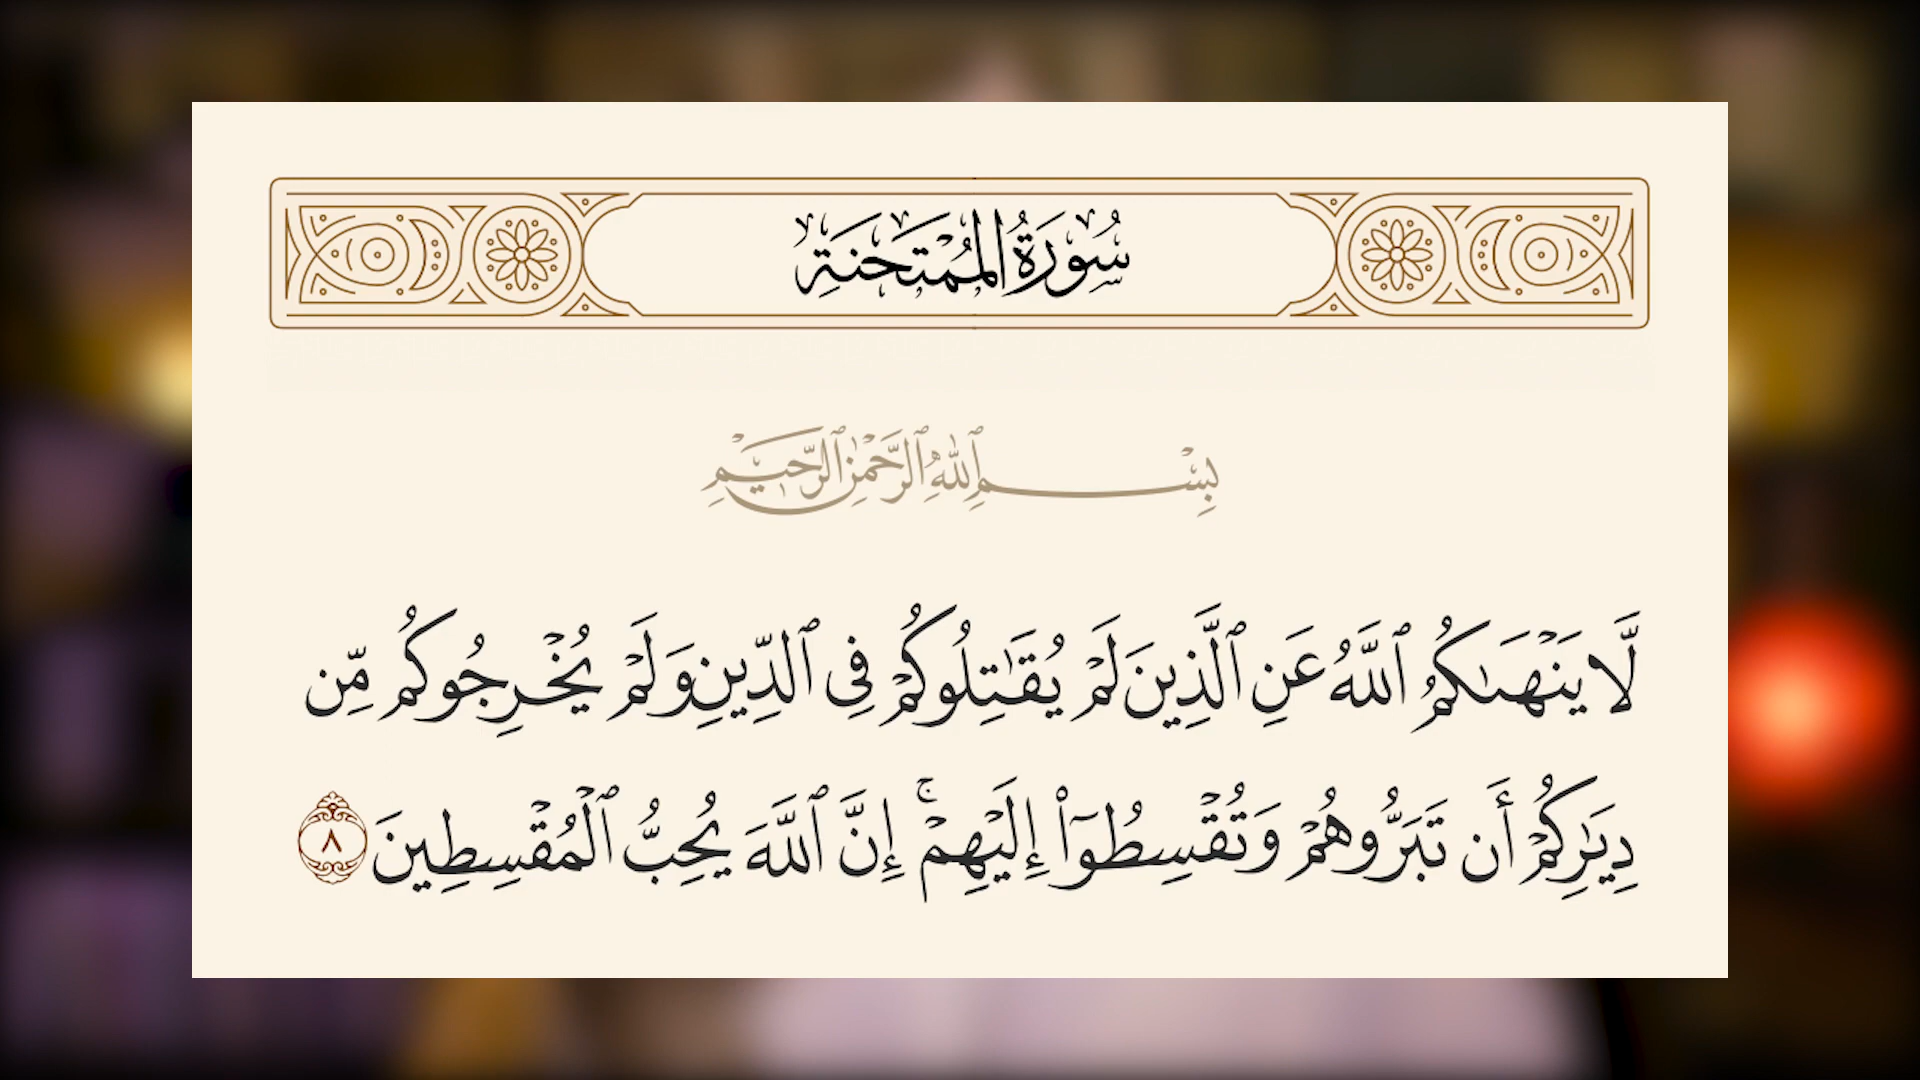 سُورَةُ المُمْتَحنَةِ
بِسْمِ ٱللَّهِ ٱلرَّحْمَٰنِ ٱلرَّحِيمِ
لَّا يَنْهَىٰكُمُ ٱللَّهُ عَنِ ٱلَّذِينَ لَمْ يُقَٰتِلُوكُمْ فِى ٱلدِّينِ وَلَمْ يُخْرِجُوكُم مِّن
دِيَٰرِكُمْ أَن تَبَرُّوهُمْ وَتُقْسِطُوٓا۟ إِلَيْهِمْ ۚ إِنَّ ٱللَّهَ يُحِبُّ ٱلْمُقْسِطِينَ ٨